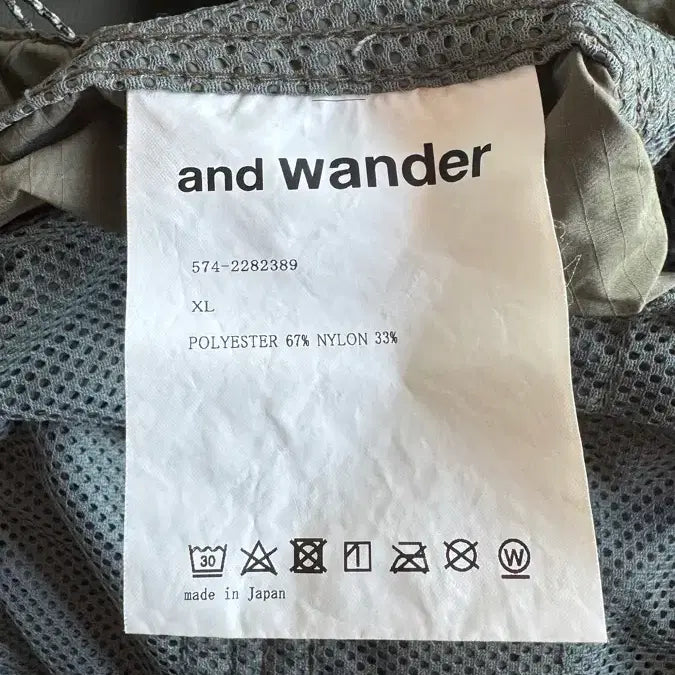 and wander
574-2282389
XL
POLYESTER 67% NYLON 33%
30 W
made in Japan